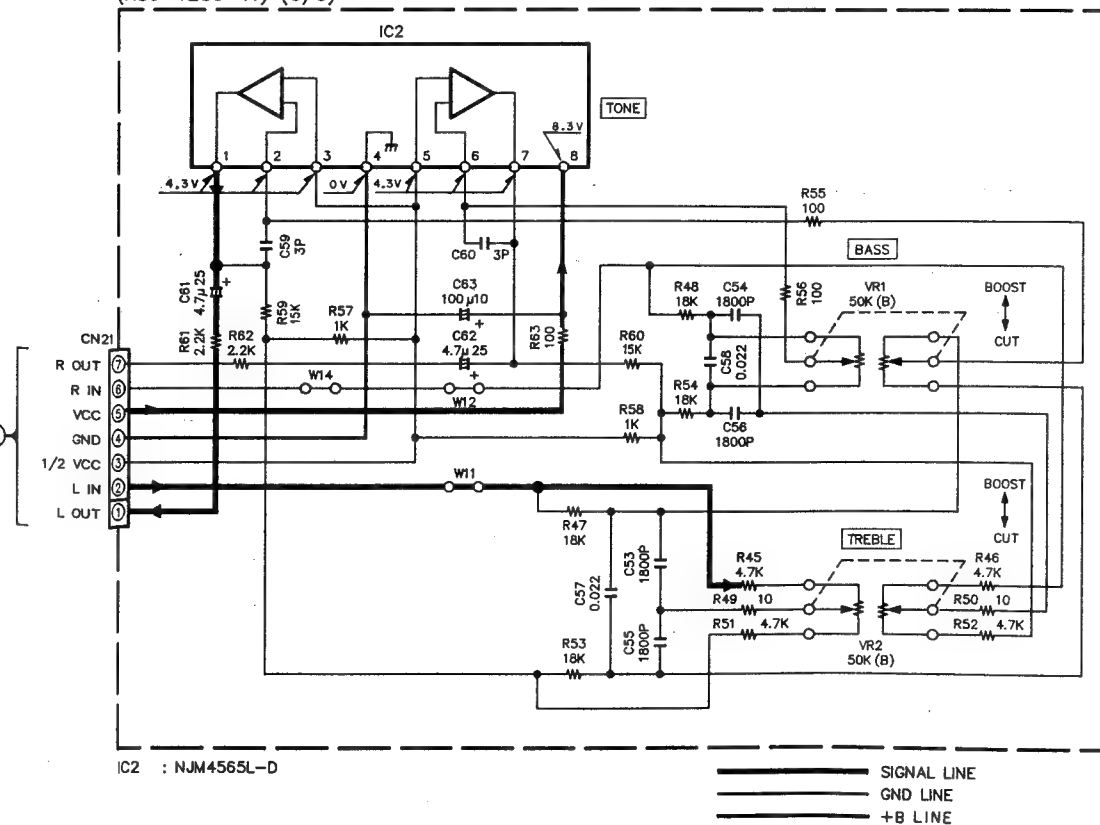 IC2
TONE
8.3V
1 2 3 4 5 6 7 8
4.3V 0V 4.3V
R55
100
C59
3P
C60 3P
BASS
C61
4.7μ25
+
R59
15K
R57
1K
C63
100μ10
+
R48
18K
C54
1800P
R56
100
VR1
50K(B)
BOOST
CUT
CN21
R61
2.2K
R62
2.2K
C62
4.7μ25
+
R63
100
R60
15K
C58
0.022
R OUT 7
R IN 6
W14
W12
R54
18K
C56
1800P
VCC 5
R58
1K
GND 4
1/2 VCC 3
L IN 2
W11
L OUT 1
BOOST
CUT
R47
18K
TREBLE
C57
0.022
C53
1800P
R45
4.7K
R46
4.7K
R49 10
R50 10
R51 4.7K
R52 4.7K
C55
1800P
R53
18K
VR2
50K(B)
IC2 : NJM4565L-D
SIGNAL LINE
GND LINE
+B LINE